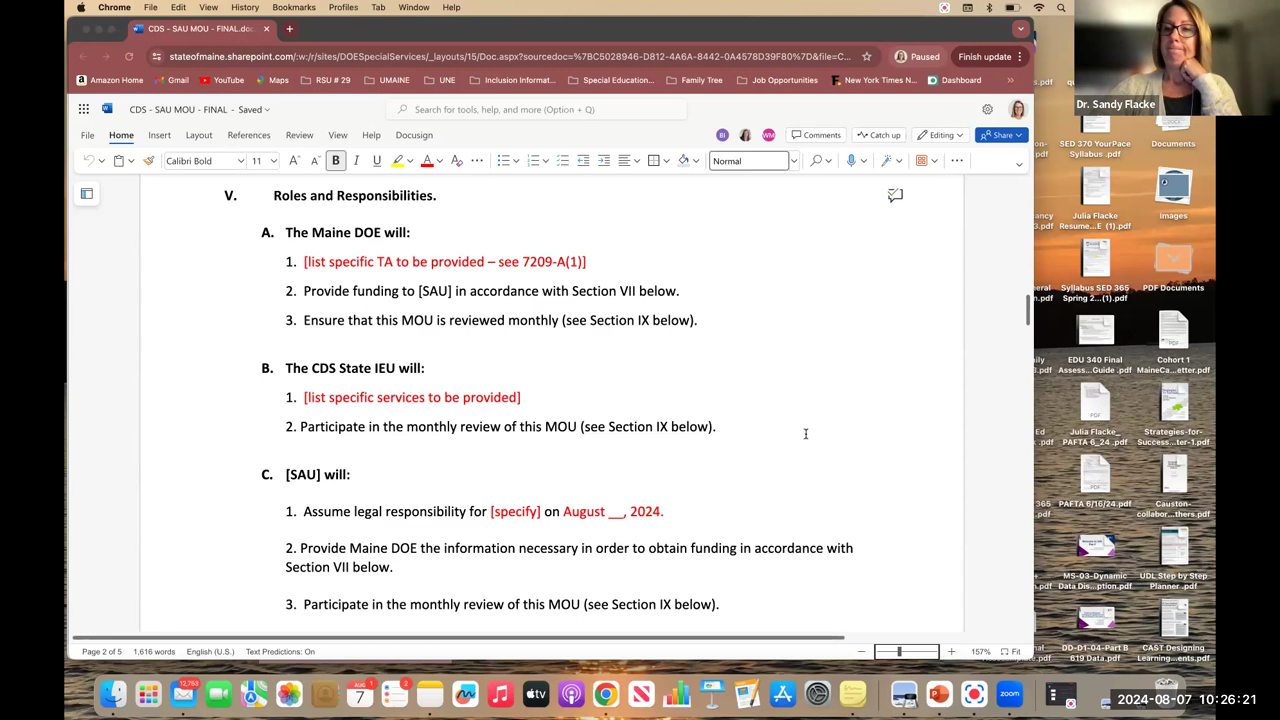 Chrome File Edit View History Bookmarks Profiles Tab Window Help
CDS - SAU MOU - FINAL.doc
stateofmaine.sharepoint.com/:w:/r/sites/DOESpecialServices/_layouts/15/Doc.aspx?sourcedoc=%7BC5028946-D812-4A6A-8442-0A4578D39F80%7D&file=C... Paused Finish update
Amazon Home Gmail YouTube Maps RSU # 29 UMAINE UNE Inclusion Informat... Special Education... Family Tree Job Opportunities New York Times N... Dashboard
CDS - SAU MOU - FINAL - Saved
Search for tools, help, and more (Option + Q)
File Home Insert Layout References Review View Help Docusign
BI WM Comments Catch up Editing Share
Calibri Bold 11 B I U A Normal
V. Roles and Responsibilities.
A. The Maine DOE will:
1. [list specific TA to be provided – see 7209-A(1)]
2. Provide funding to [SAU] in accordance with Section VII below.
3. Ensure that this MOU is reviewed monthly (see Section IX below).
B. The CDS State IEU will:
1. [list specific services to be provided]
2. Participate in the monthly review of this MOU (see Section IX below).
C. [SAU] will:
1. Assume legal responsibility for [specify] on August __, 2024.
2. Provide Maine DOE the information necessary in order to obtain funding in accordance with
Section VII below.
3. Participate in the monthly review of this MOU (see Section IX below).
Page 2 of 5 1,616 words English (U.S.) Text Predictions: On
157% Fit
Dr. Sandy Flacke
SED 370 YourPace
Syllabus .pdf
Documents
Julia Flacke
Resume...E (1).pdf
images
Syllabus SED 365
Spring 2...(1).pdf
PDF Documents
EDU 340 Final
Assess...Guide .pdf
Cohort 1
MaineCa...etter.pdf
Julia Flacke_
PAFTA 6_24 .pdf
Strategies-for-
Success...ter-1.pdf
PAFTA 6/16/24.pdf
Causton-
collabor...thers.pdf
MS-03-Dynamic
Data Dis...ption.pdf
UDL Step by Step
Planner .pdf
DD-D1-04-Part B
619 Data.pdf
CAST Designing
Learning...ents.pdf
12,753
AUG
7
1
2
tv
zoom
2024-08-07 10:26:21